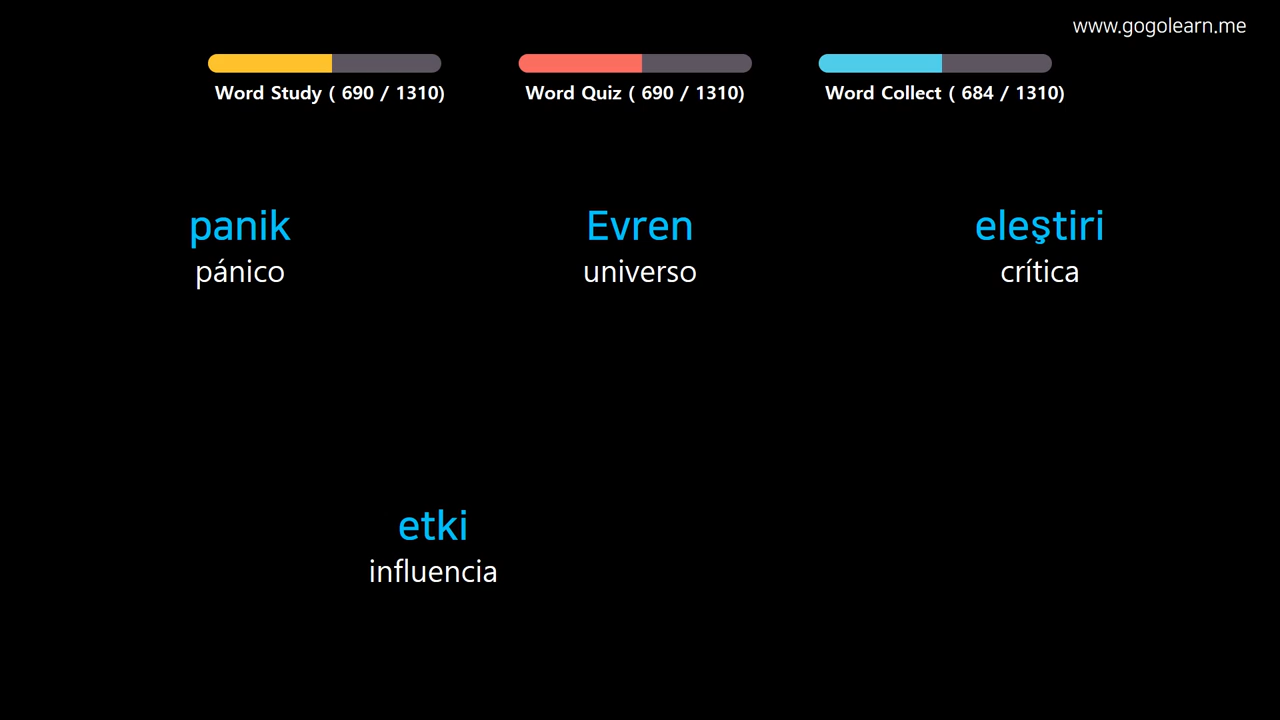 www.gogolearn.me
Word Study ( 690 / 1310)
Word Quiz ( 690 / 1310)
Word Collect ( 684 / 1310)
panik
pánico
Evren
universo
eleştiri
crítica
etki
influencia